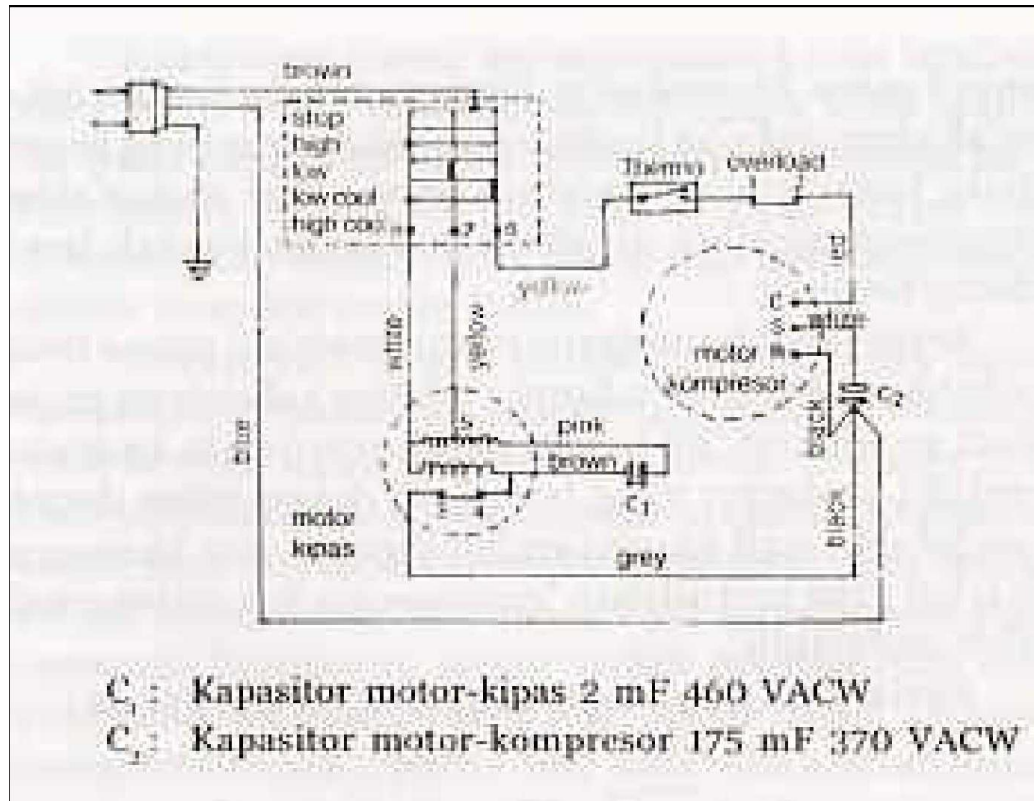 brown
stop
high
low
low cool
high cool
7
Thermo
overload
red
yellow
C
S
white
motor R
kompresor
C2
white
yellow
black
blue
5
pink
brown
C1
3 4
motor
kipas
black
grey
C1 : Kapasitor motor-kipas 2 mF 460 VACW
C2 : Kapasitor motor-kompresor 175 mF 370 VACW